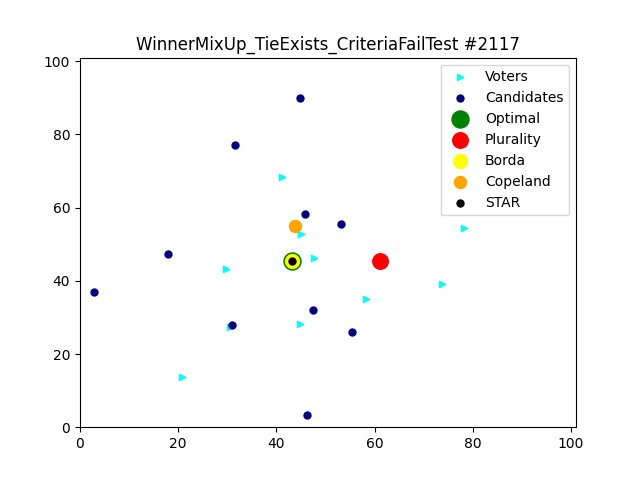 WinnerMixUp_TieExists_CriteriaFailTest #2117
100
80
60
40
20
0
0
20
40
60
80
100
Voters
Candidates
Optimal
Plurality
Borda
Copeland
STAR